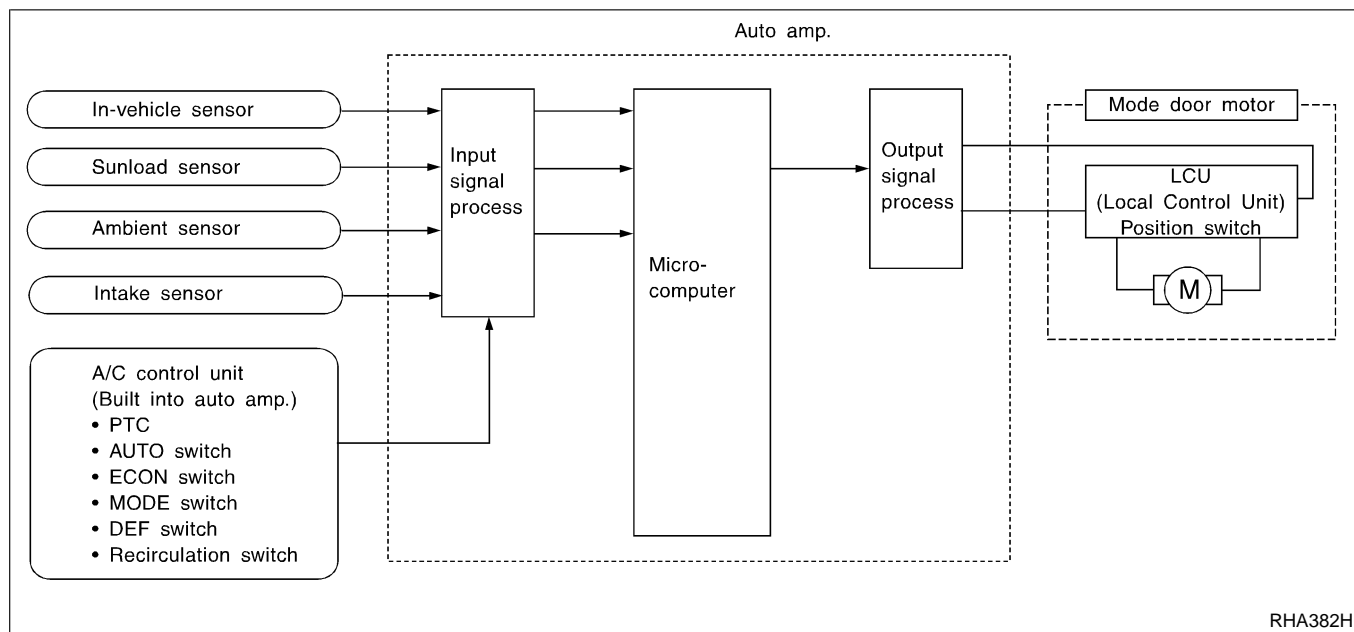 Auto amp.
In-vehicle sensor
Sunload sensor
Ambient sensor
Intake sensor
A/C control unit
(Built into auto amp.)
• PTC
• AUTO switch
• ECON switch
• MODE switch
• DEF switch
• Recirculation switch
Input
signal
process
Micro-
computer
Output
signal
process
Mode door motor
LCU
(Local Control Unit)
Position switch
M
RHA382H